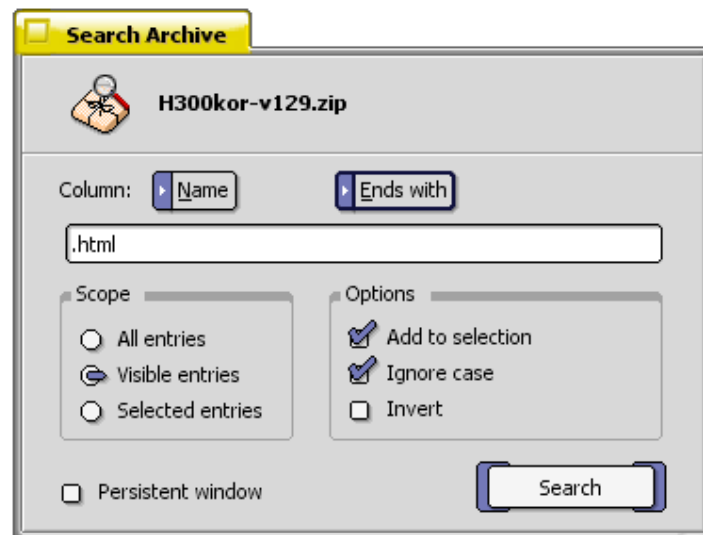 Search Archive
H300kor-v129.zip
Column: Name Ends with
.html
Scope Options
All entries Add to selection
Visible entries Ignore case
Selected entries Invert
Persistent window Search